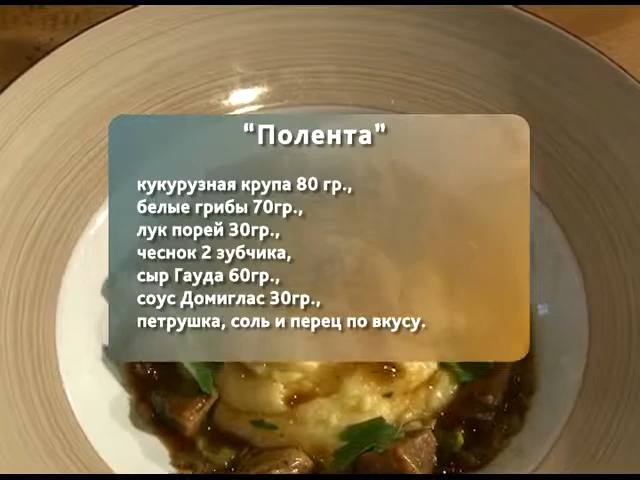 “Полента”
кукурузная крупа 80 гр.,
белые грибы 70гр.,
лук порей 30гр.,
чеснок 2 зубчика,
сыр Гауда 60гр.,
соус Домиглас 30гр.,
петрушка, соль и перец по вкусу.